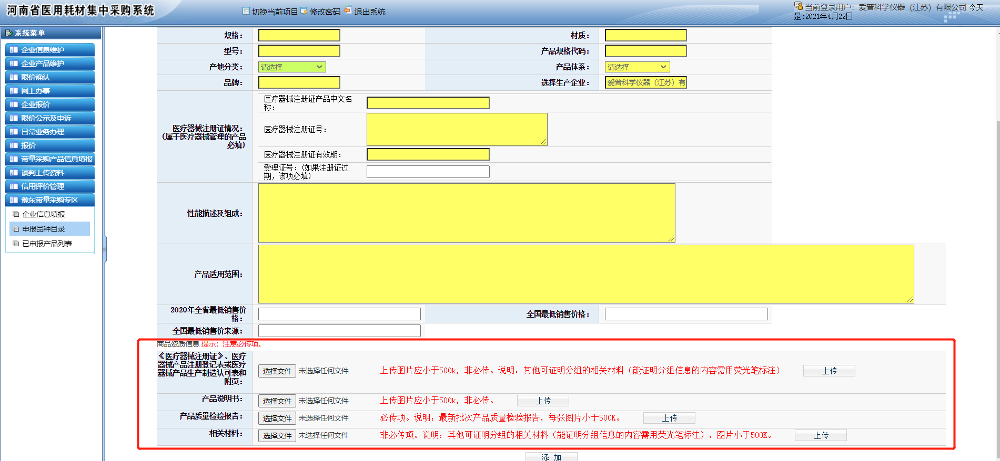 河南省医用耗材集中采购系统
切换当前项目 修改密码 退出系统
当前登录用户：爱普科学仪器（江苏）有限公司 今天
是:2021年4月22日
系统菜单
企业信息维护
企业产品维护
限价确认
网上办事
企业报价
限价公示及申诉
日常业务办理
报价
带量采购产品信息填报
谈判上传资料
信用评价管理
豫东带量采购专区
企业信息填报
申报品种目录
已申报产品列表
规格： 材质：
型号： 产品规格代码：
产地分类： 请选择 产品体系： 请选择
品牌： 选择生产企业： 爱普科学仪器（江苏）有
医疗器械注册证情况：
（属于医疗器械管理的产品
必填）
医疗器械注册证产品中文名
称：
医疗器械注册证号：
医疗器械注册证有效期：
受理证号：（如果注册证过
期，该项必填）
性能描述及组成：
产品适用范围：
2020年全省最低销售价
格：
全国最低销售价格：
全国最低销售价来源：
商品资质信息 提示：注意必传项。
《医疗器械注册证》、医疗
器械产品注册登记表或医疗
器械产品生产制造认可表和
附页：
选择文件 未选择任何文件 上传图片应小于500k，非必传。说明：其他可证明分组的相关材料（能证明分组信息的内容需用荧光笔标注） 上传
产品说明书： 选择文件 未选择任何文件 上传图片应小于500k，非必传。 上传
产品质量检验报告： 选择文件 未选择任何文件 必传项。说明：最新批次产品质量检验报告，每张图片小于500K。 上传
相关材料： 选择文件 未选择任何文件 非必传项。说明：其他可证明分组的相关材料（能证明分组信息的内容需用荧光笔标注），图片小于500K。 上传
添 加